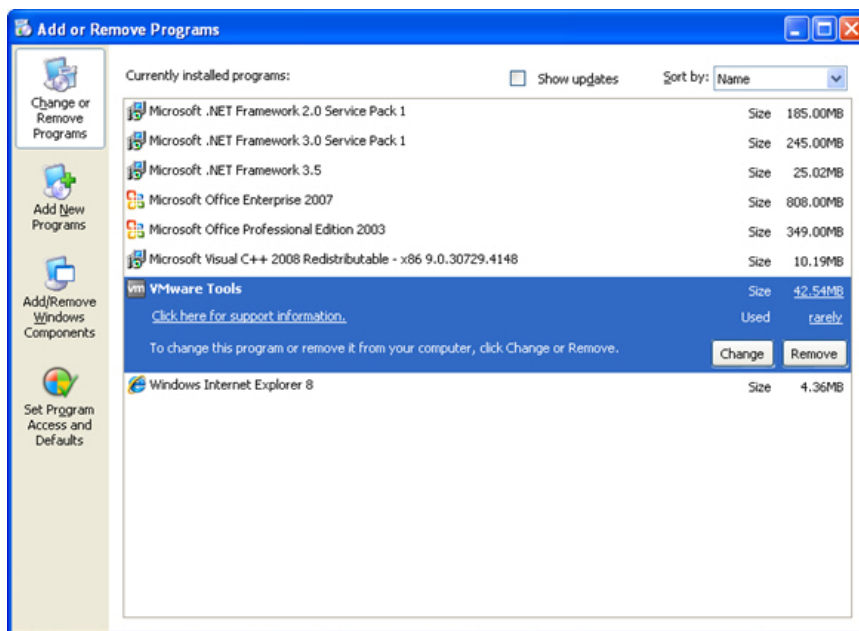 Add or Remove Programs
Change or
Remove
Programs
Add New
Programs
Add/Remove
Windows
Components
Set Program
Access and
Defaults
Currently installed programs:
Show updates
Sort by: Name
Microsoft .NET Framework 2.0 Service Pack 1 Size 185.00MB
Microsoft .NET Framework 3.0 Service Pack 1 Size 245.00MB
Microsoft .NET Framework 3.5 Size 25.02MB
Microsoft Office Enterprise 2007 Size 808.00MB
Microsoft Office Professional Edition 2003 Size 349.00MB
Microsoft Visual C++ 2008 Redistributable - x86 9.0.30729.4148 Size 10.19MB
vm VMware Tools Size 42.54MB
Click here for support information. Used rarely
To change this program or remove it from your computer, click Change or Remove. Change Remove
Windows Internet Explorer 8 Size 4.36MB